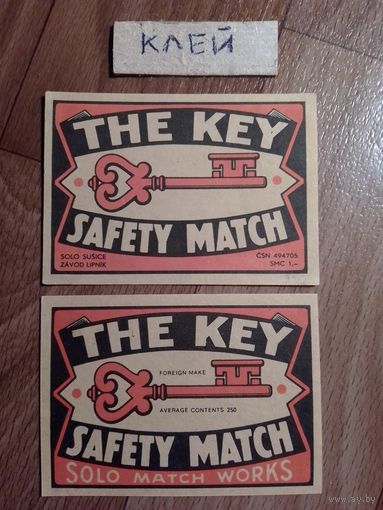 КЛЕЙ
THE KEY
SAFETY MATCH
SOLO SUŠICE
ZÁVOD LIPNÍK
ČSN 494705
SMC 1,–
THE KEY
FOREIGN MAKE
AVERAGE CONTENTS 250
SAFETY MATCH
SOLO MATCH WORKS
www.ay.by